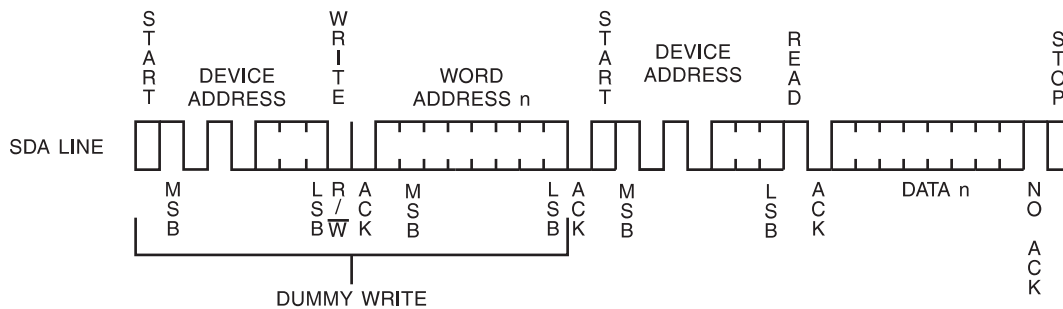 START
DEVICE
ADDRESS
WRITE
WORD
ADDRESS n
START
DEVICE
ADDRESS
READ
STOP
SDA LINE
MSB
LSB
R/W
ACK
MSB
LSB
ACK
MSB
LSB
ACK
DATA n
NO ACK
DUMMY WRITE